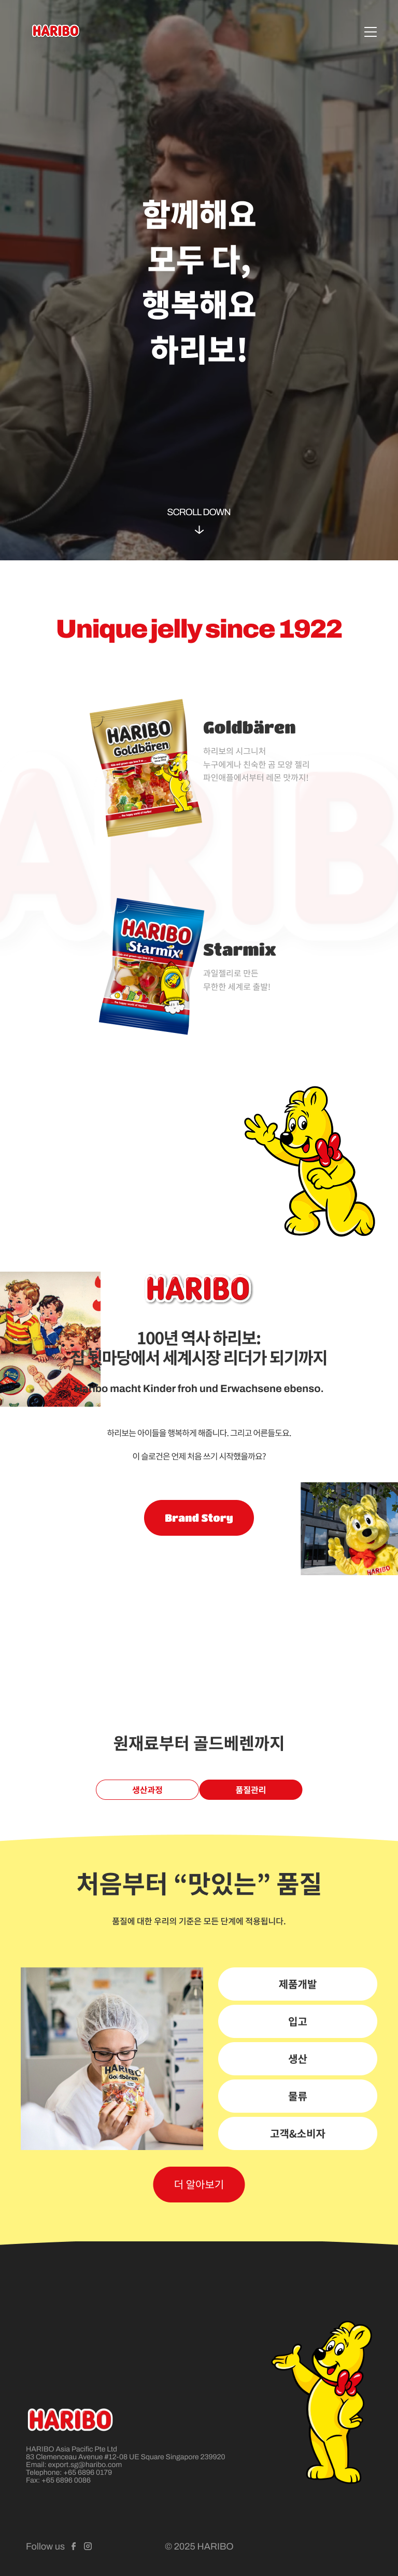 HARIBO
함께해요
모두 다,
행복해요
하리보!
SCROLL DOWN
Unique jelly since 1922
HARIBO
Goldbären
Goldbären
하리보의 시그니처
누구에게나 친숙한 곰 모양 젤리
파인애플에서부터 레몬 맛까지!
ARIB
HARIBO
Starmix
Starmix
과일젤리로 만든
무한한 세계로 출발!
HARIBO
100년 역사 하리보:
집 뒷마당에서 세계시장 리더가 되기까지
Haribo macht Kinder froh und Erwachsene ebenso.
하리보는 아이들을 행복하게 해줍니다. 그리고 어른들도요.
이 슬로건은 언제 처음 쓰기 시작했을까요?
Brand Story
HARIBO
원재료부터 골드베렌까지
생산과정
품질관리
처음부터 “맛있는” 품질
품질에 대한 우리의 기준은 모든 단계에 적용됩니다.
HARIBO
Goldbären
제품개발
입고
생산
물류
고객&소비자
더 알아보기
HARIBO
HARIBO Asia Pacific Pte Ltd
83 Clemenceau Avenue #12-08 UE Square Singapore 239920
Email: export.sg@haribo.com
Telephone: +65 6896 0179
Fax: +65 6896 0086
Follow us
© 2025 HARIBO